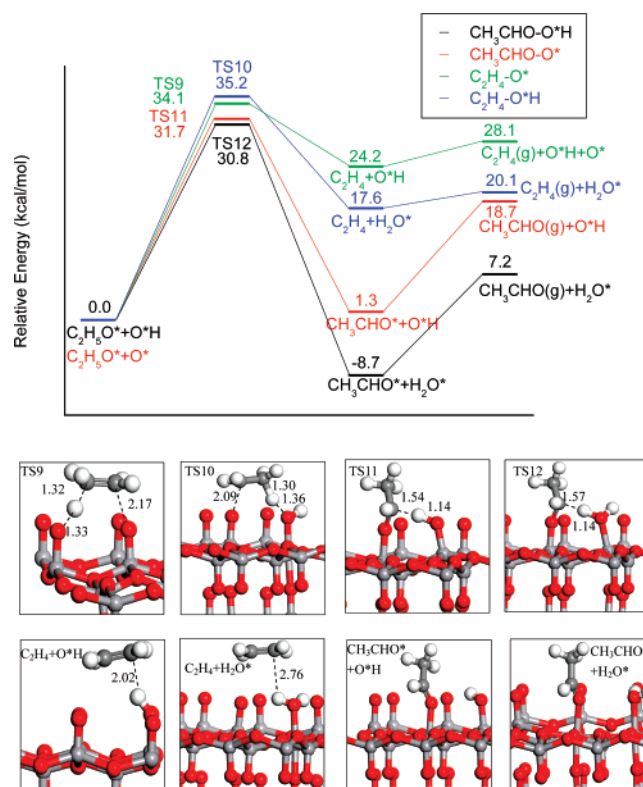 CH₃CHO-O*H
CH₃CHO-O*
C₂H₄-O*
C₂H₄-O*H
Relative Energy (kcal/mol)
TS9
34.1
TS10
35.2
TS11
31.7
TS12
30.8
24.2
C₂H₄+O*H
28.1
C₂H₄(g)+O*H+O*
17.6
C₂H₄+H₂O*
20.1
C₂H₄(g)+H₂O*
18.7
CH₃CHO(g)+O*H
0.0
C₂H₅O*+O*H
C₂H₅O*+O*
1.3
CH₃CHO*+O*H
7.2
CH₃CHO(g)+H₂O*
-8.7
CH₃CHO*+H₂O*
TS9
1.32
2.17
1.33
TS10
2.09
1.30
1.36
TS11
1.54
1.14
TS12
1.57
1.14
C₂H₄+O*H
2.02
C₂H₄+H₂O*
2.76
CH₃CHO*
+O*H
CH₃CHO
+H₂O*